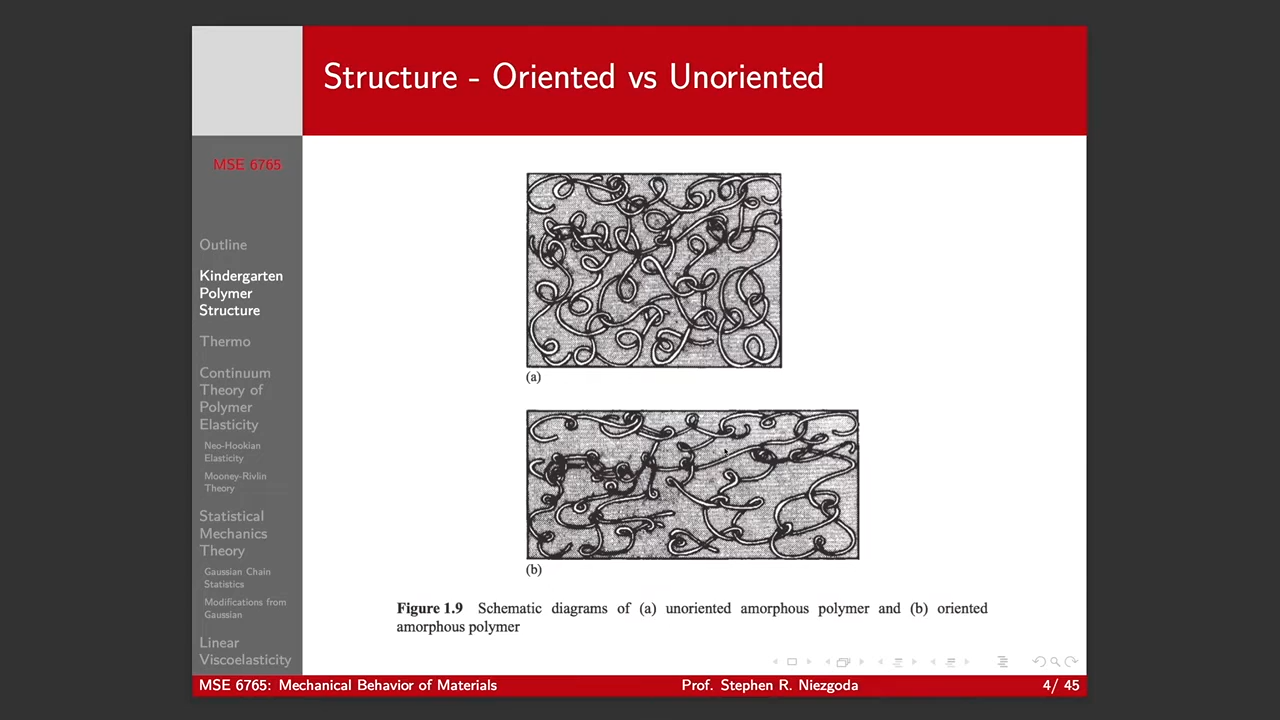 Structure - Oriented vs Unoriented
MSE 6765
Outline
Kindergarten
Polymer
Structure
Thermo
Continuum
Theory of
Polymer
Elasticity
Neo-Hookian
Elasticity
Mooney-Rivlin
Theory
Statistical
Mechanics
Theory
Gaussian Chain
Statistics
Modifications from
Gaussian
Linear
Viscoelasticity
(a)
(b)
Figure 1.9 Schematic diagrams of (a) unoriented amorphous polymer and (b) oriented
amorphous polymer
MSE 6765: Mechanical Behavior of Materials
Prof. Stephen R. Niezgoda
4/ 45